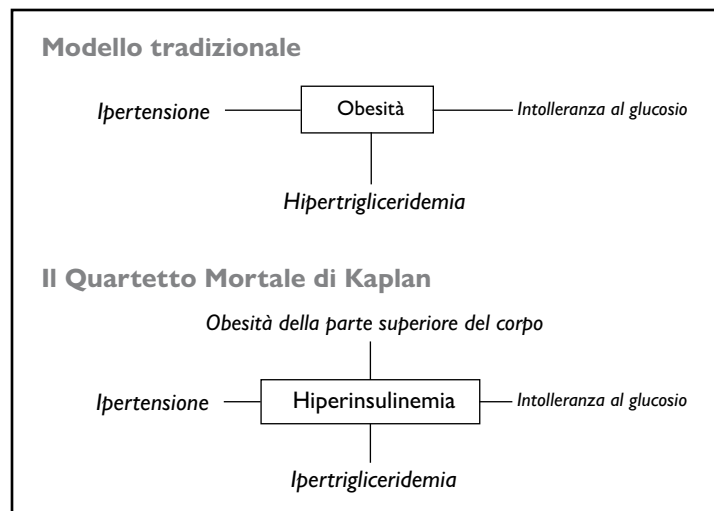 Modello tradizionale
Ipertensione Obesità Intolleranza al glucosio
Hipertrigliceridemia
Il Quartetto Mortale di Kaplan
Obesità della parte superiore del corpo
Ipertensione Hiperinsulinemia Intolleranza al glucosio
Ipertrigliceridemia